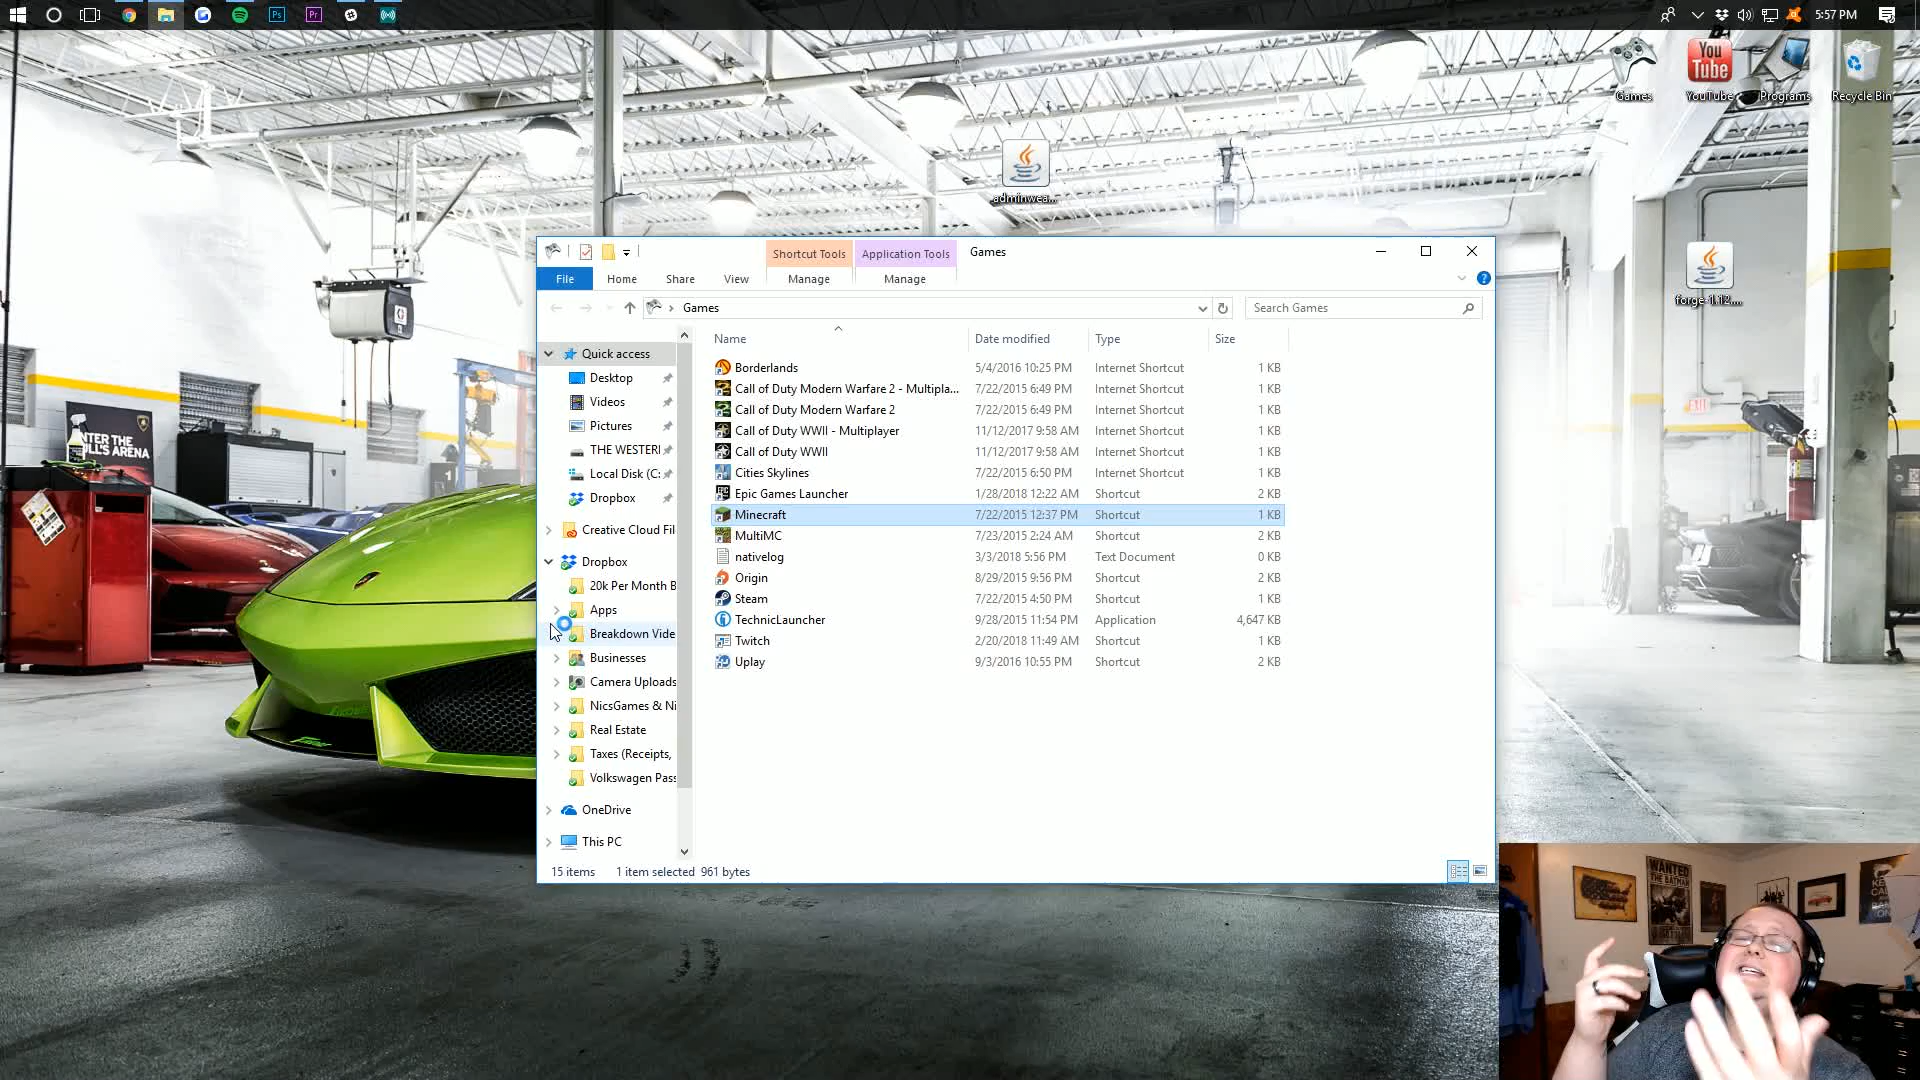 Ps
Pr
5:57 PM
You
Tube
Games
YouTube
Programs
Recycle Bin
adminwea...
forge-1.12....
Shortcut Tools
Application Tools
Games
File
Home
Share
View
Manage
Manage
Games
Search Games
Name
Date modified
Type
Size
Quick access
Desktop
Videos
Pictures
THE WESTERI
Local Disk (C:
Dropbox
Creative Cloud Fil
Dropbox
20k Per Month B
Apps
Breakdown Vide
Businesses
Camera Uploads
NicsGames & Ni
Real Estate
Taxes (Receipts,
Volkswagen Pass
OneDrive
This PC
Borderlands 5/4/2016 10:25 PM Internet Shortcut 1 KB
Call of Duty Modern Warfare 2 - Multipla... 7/22/2015 6:49 PM Internet Shortcut 1 KB
Call of Duty Modern Warfare 2 7/22/2015 6:49 PM Internet Shortcut 1 KB
Call of Duty WWII - Multiplayer 11/12/2017 9:58 AM Internet Shortcut 1 KB
Call of Duty WWII 11/12/2017 9:58 AM Internet Shortcut 1 KB
Cities Skylines 7/22/2015 6:50 PM Internet Shortcut 1 KB
Epic Games Launcher 1/28/2018 12:22 AM Shortcut 2 KB
Minecraft 7/22/2015 12:37 PM Shortcut 1 KB
MultiMC 7/23/2015 2:24 AM Shortcut 2 KB
nativelog 3/3/2018 5:56 PM Text Document 0 KB
Origin 8/29/2015 9:56 PM Shortcut 2 KB
Steam 7/22/2015 4:50 PM Shortcut 1 KB
TechnicLauncher 9/28/2015 11:54 PM Application 4,647 KB
Twitch 2/20/2018 11:49 AM Shortcut 1 KB
Uplay 9/3/2016 10:55 PM Shortcut 2 KB
15 items
1 item selected 961 bytes
NTER THE
LL'S ARENA
EXIT
WANTED
THE BATMAN